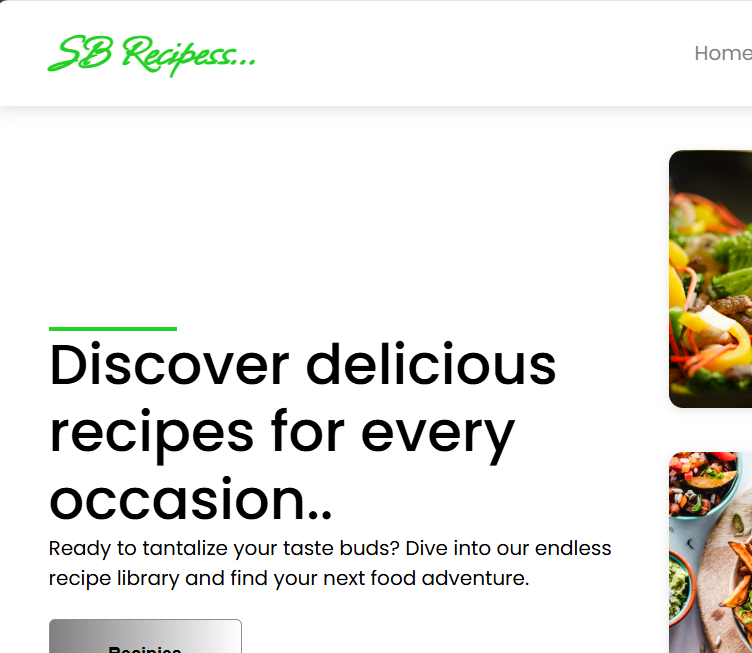 SB Recipess...
Home
Discover delicious
recipes for every
occasion..
Ready to tantalize your taste buds? Dive into our endless
recipe library and find your next food adventure.
Recipies